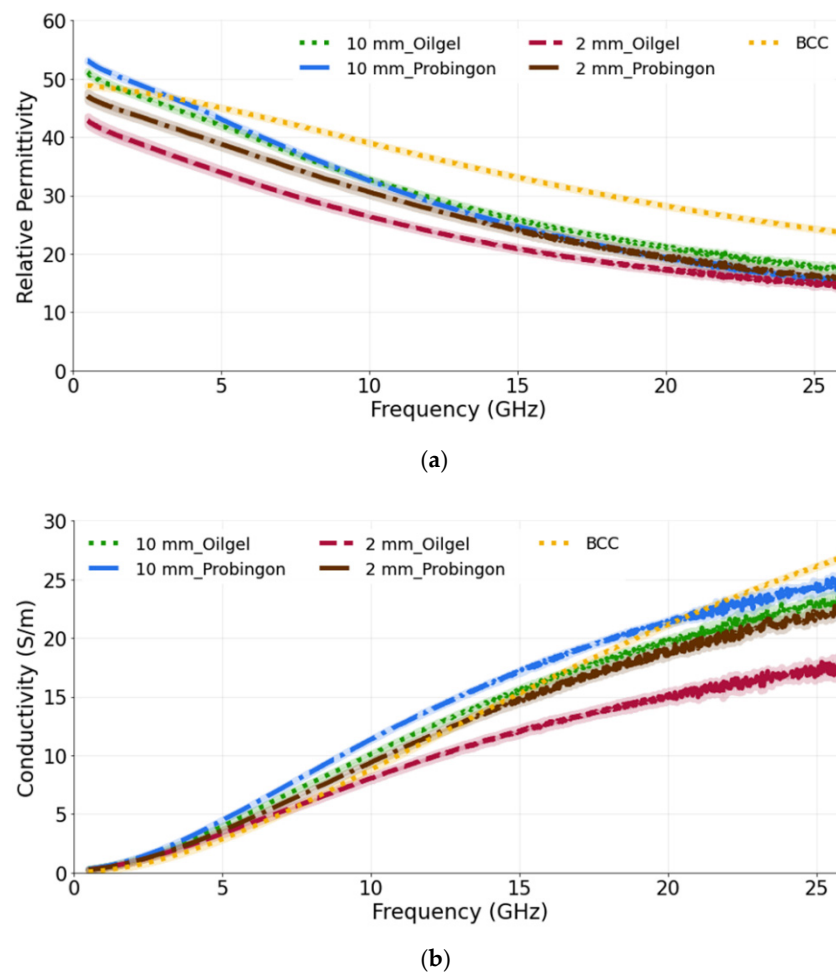 60
50
40
30
20
10
0
Relative Permittivity
10 mm_Oilgel 2 mm_Oilgel BCC
10 mm_Probingon 2 mm_Probingon
0 5 10 15 20 25
Frequency (GHz)
(a)
30
25
20
15
10
5
0
Conductivity (S/m)
10 mm_Oilgel 2 mm_Oilgel BCC
10 mm_Probingon 2 mm_Probingon
0 5 10 15 20 25
Frequency (GHz)
(b)